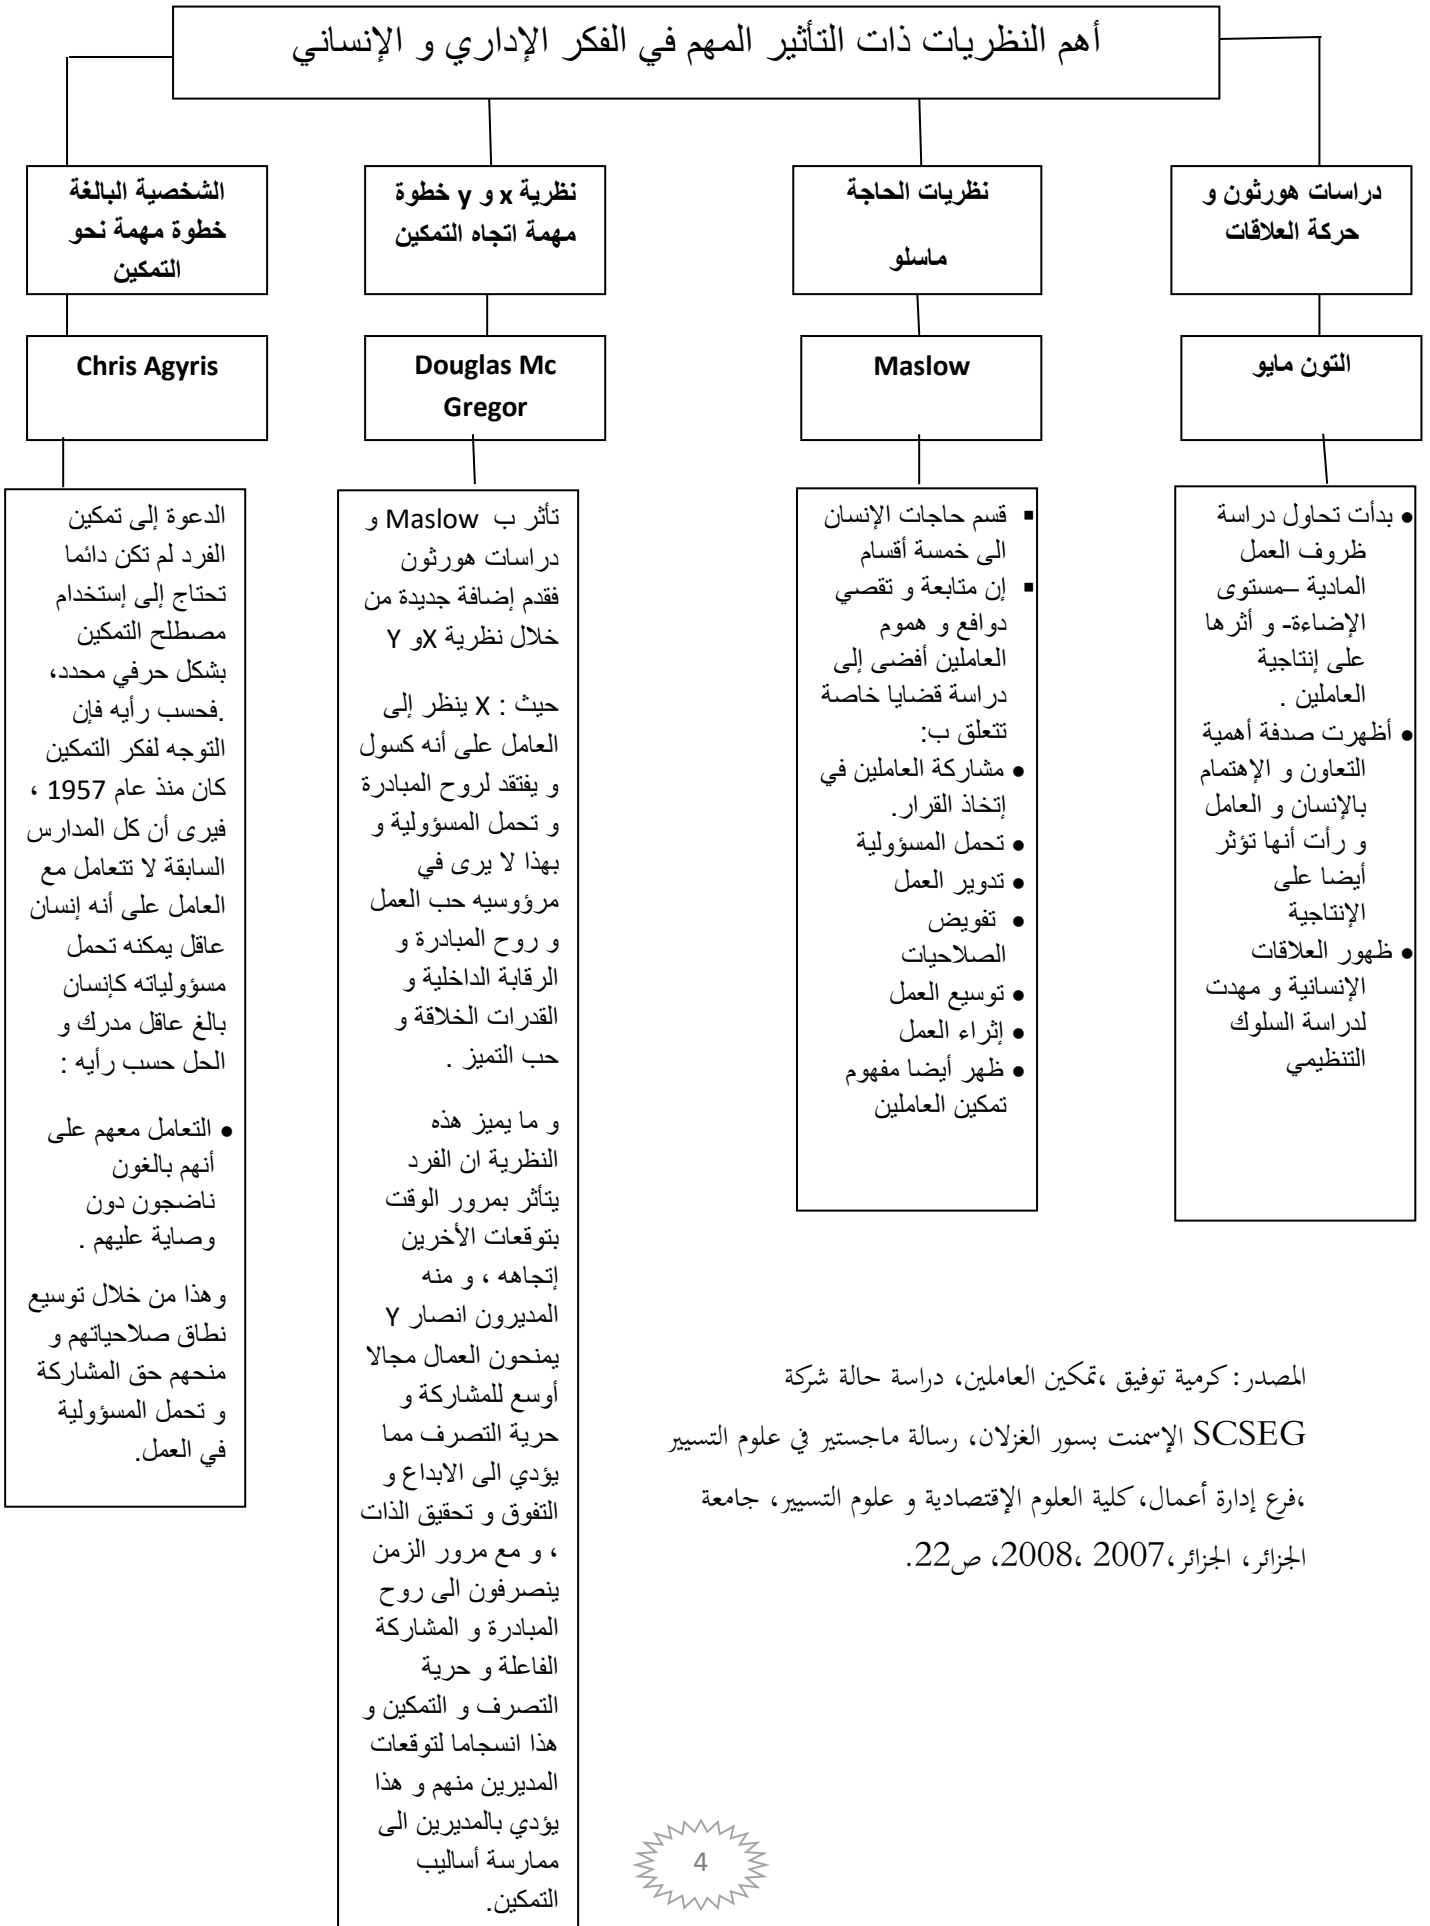 أهم النظريات ذات التأثير المهم في الفكر الإداري و الإنساني
دراسات هورثون و
حركة العلاقات
التون مايو
• بدأت تحاول دراسة
ظروف العمل
المادية –مستوى
الإضاءة- و أثرها
على إنتاجية
العاملين .
• أظهرت صدفة أهمية
التعاون و الإهتمام
بالإنسان و العامل
و رأت أنها تؤثر
أيضا على
الإنتاجية
• ظهور العلاقات
الإنسانية و مهدت
لدراسة السلوك
التنظيمي
نظريات الحاجة
ماسلو
Maslow
▪ قسم حاجات الإنسان
الى خمسة أقسام
▪ إن متابعة و تقصي
دوافع و هموم
العاملين أفضى إلى
دراسة قضايا خاصة
تتعلق ب:
• مشاركة العاملين في
إتخاذ القرار.
• تحمل المسؤولية
• تدوير العمل
• تفويض
الصلاحيات
• توسيع العمل
• إثراء العمل
• ظهر أيضا مفهوم
تمكين العاملين
نظرية x و y خطوة
مهمة اتجاه التمكين
Douglas Mc
Gregor
تأثر ب Maslow و
دراسات هورثون
فقدم إضافة جديدة من
خلال نظرية Xو Y
حيث : X ينظر إلى
العامل على أنه كسول
و يفتقد لروح المبادرة
و تحمل المسؤولية و
بهذا لا يرى في
مرؤوسيه حب العمل
و روح المبادرة و
الرقابة الداخلية و
القدرات الخلاقة و
حب التميز .
و ما يميز هذه
النظرية ان الفرد
يتأثر بمرور الوقت
بتوقعات الأخرين
إتجاهه ، و منه
المديرون انصار Y
يمنحون العمال مجالا
أوسع للمشاركة و
حرية التصرف مما
يؤدي الى الابداع و
التفوق و تحقيق الذات
، و مع مرور الزمن
ينصرفون الى روح
المبادرة و المشاركة
الفاعلة و حرية
التصرف و التمكين و
هذا انسجاما لتوقعات
المديرين منهم و هذا
يؤدي بالمديرين الى
ممارسة أساليب
التمكين.
الشخصية البالغة
خطوة مهمة نحو
التمكين
Chris Agyris
الدعوة إلى تمكين
الفرد لم تكن دائما
تحتاج إلى إستخدام
مصطلح التمكين
بشكل حرفي محدد،
.فحسب رأيه فإن
التوجه لفكر التمكين
كان منذ عام 1957 ،
فيرى أن كل المدارس
السابقة لا تتعامل مع
العامل على أنه إنسان
عاقل يمكنه تحمل
مسؤولياته كإنسان
بالغ عاقل مدرك و
الحل حسب رأيه :
• التعامل معهم على
أنهم بالغون
ناضجون دون
وصاية عليهم .
وهذا من خلال توسيع
نطاق صلاحياتهم و
منحهم حق المشاركة
و تحمل المسؤولية
في العمل.
المصدر: كرمية توفيق ،تمكين العاملين، دراسة حالة شركة
SCSEG الإسمنت بسور الغزلان، رسالة ماجستير في علوم التسيير
،فرع إدارة أعمال، كلية العلوم الإقتصادية و علوم التسيير، جامعة
الجزائر، الجزائر،2007 ،2008، ص22.
4